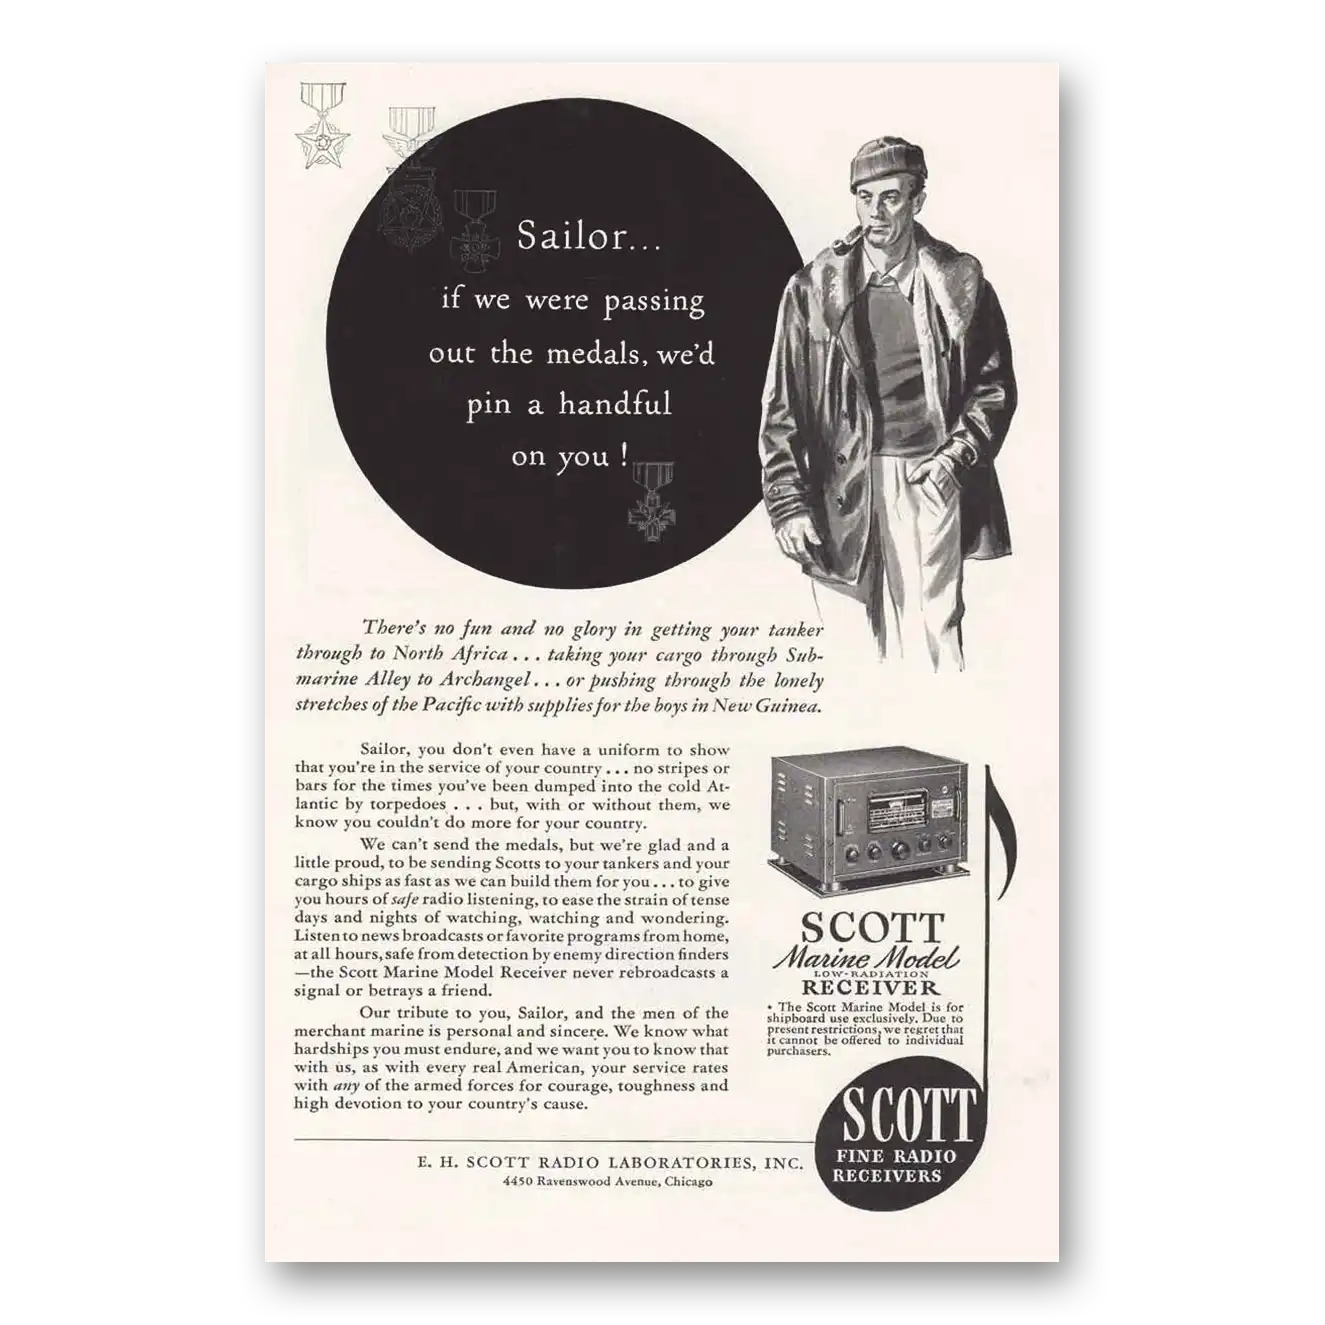 Sailor...
if we were passing
out the medals, we'd
pin a handful
on you !
There's no fun and no glory in getting your tanker
through to North Africa . . . taking your cargo through Sub-
marine Alley to Archangel . . . or pushing through the lonely
stretches of the Pacific with supplies for the boys in New Guinea.
Sailor, you don't even have a uniform to show
that you're in the service of your country . . . no stripes or
bars for the times you've been dumped into the cold At-
lantic by torpedoes . . . but, with or without them, we
know you couldn't do more for your country.
We can't send the medals, but we're glad and a
little proud, to be sending Scotts to your tankers and your
cargo ships as fast as we can build them for you . . . to give
you hours of safe radio listening, to ease the strain of tense
days and nights of watching, watching and wondering.
Listen to news broadcasts or favorite programs from home,
at all hours, safe from detection by enemy direction finders
—the Scott Marine Model Receiver never rebroadcasts a
signal or betrays a friend.
Our tribute to you, Sailor, and the men of the
merchant marine is personal and sincere. We know what
hardships you must endure, and we want you to know that
with us, as with every real American, your service rates
with any of the armed forces for courage, toughness and
high devotion to your country's cause.
SCOTT
Marine Model
LOW-RADIATION
RECEIVER
• The Scott Marine Model is for
shipboard use exclusively. Due to
present restrictions, we regret that
it cannot be offered to individual
purchasers.
SCOTT
FINE RADIO
RECEIVERS
E. H. SCOTT RADIO LABORATORIES, INC.
4450 Ravenswood Avenue, Chicago